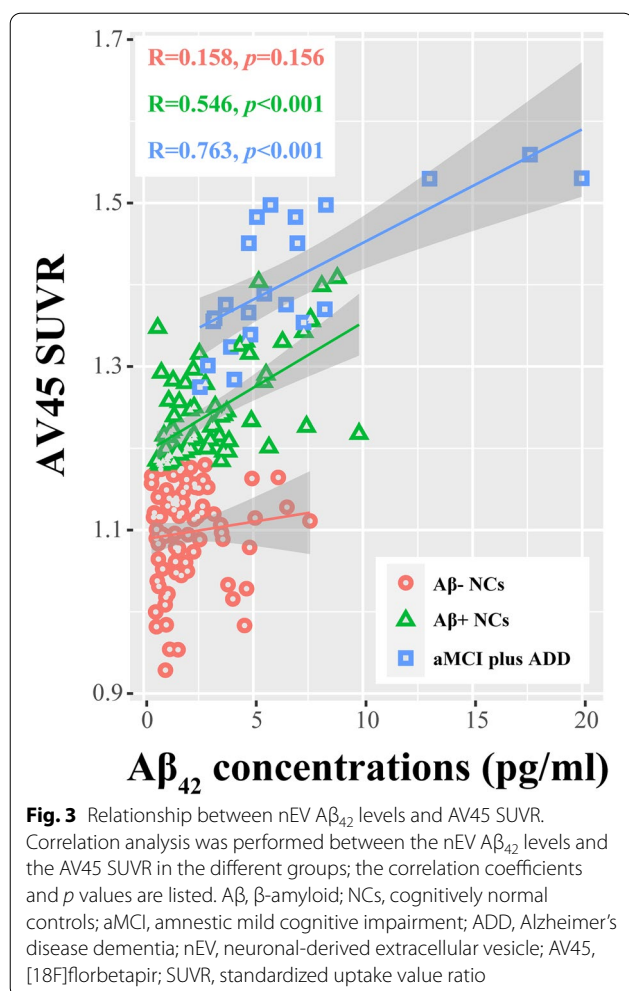 R=0.158, p=0.156
R=0.546, p<0.001
R=0.763, p<0.001
1.7
1.5
1.3
1.1
0.9
AV45 SUVR
Aβ- NCs
Aβ+ NCs
aMCI plus ADD
0 5 10 15 20
Aβ₄₂ concentrations (pg/ml)
Fig. 3 Relationship between nEV Aβ₄₂ levels and AV45 SUVR.
Correlation analysis was performed between the nEV Aβ₄₂ levels and
the AV45 SUVR in the different groups; the correlation coefficients
and p values are listed. Aβ, β-amyloid; NCs, cognitively normal
controls; aMCI, amnestic mild cognitive impairment; ADD, Alzheimer's
disease dementia; nEV, neuronal-derived extracellular vesicle; AV45,
[18F]florbetapir; SUVR, standardized uptake value ratio